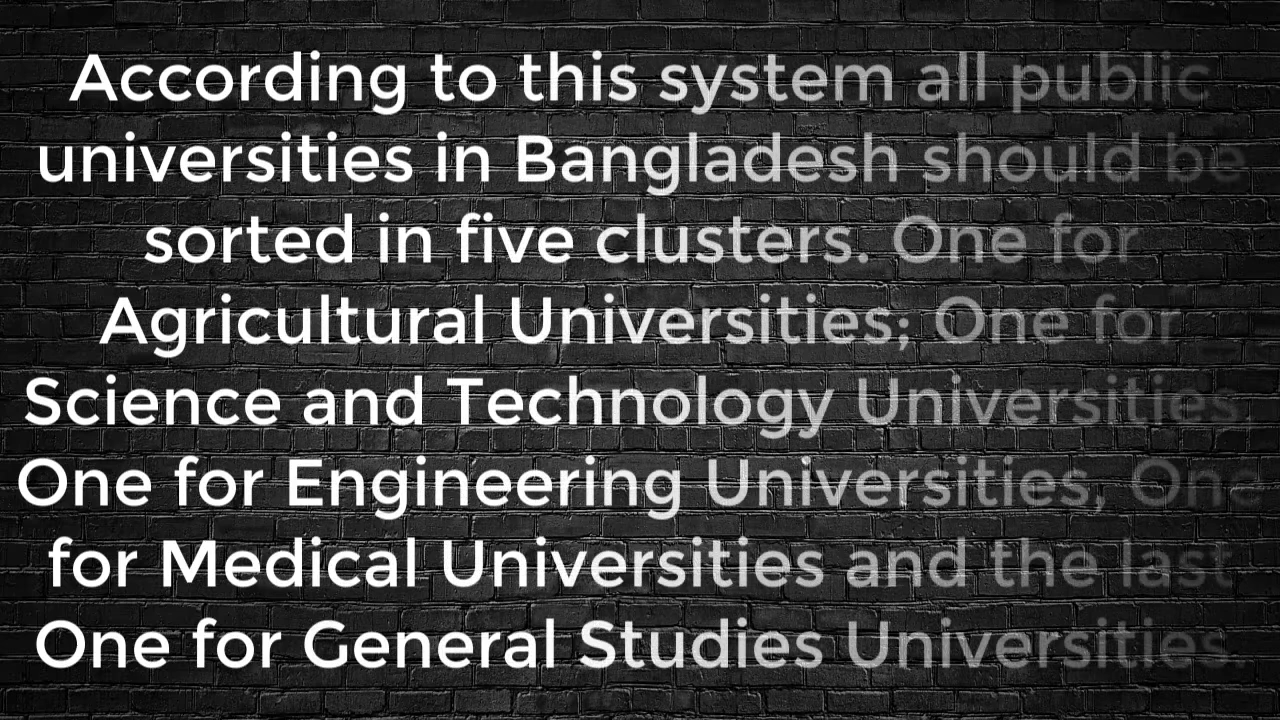 According to this system all public
universities in Bangladesh should be
sorted in five clusters. One for
Agricultural Universities; One for
Science and Technology Universities,
One for Engineering Universities, One
for Medical Universities and the last
One for General Studies Universities.